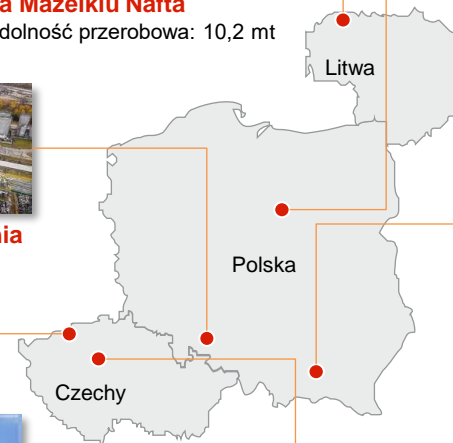 a Mažeikiu Nafta
dolność przerobowa: 10,2 mt
Litwa
nia
Polska
Czechy